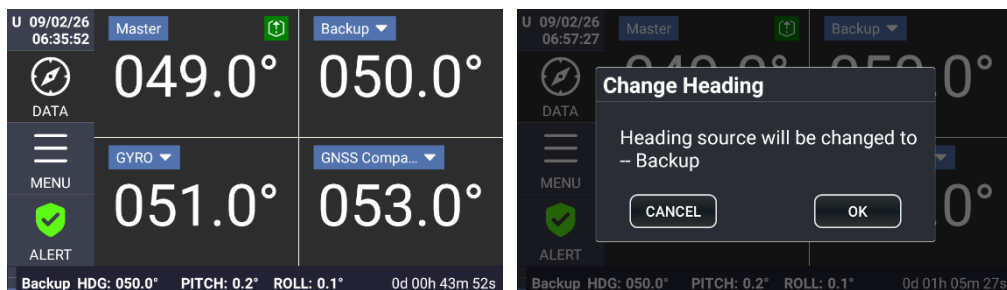 U 09/02/26
06:35:52
DATA
MENU
ALERT
Master
049.0°
Backup
050.0°
GYRO
051.0°
GNSS Compa...
053.0°
Backup HDG: 050.0° PITCH: 0.2° ROLL: 0.1° 0d 00h 43m 52s
U 09/02/26
06:57:27
DATA
MENU
ALERT
Master
Backup
Change Heading
Heading source will be changed to
-- Backup
CANCEL
OK
Backup HDG: 050.0° PITCH: 0.2° ROLL: 0.1° 0d 01h 05m 27s